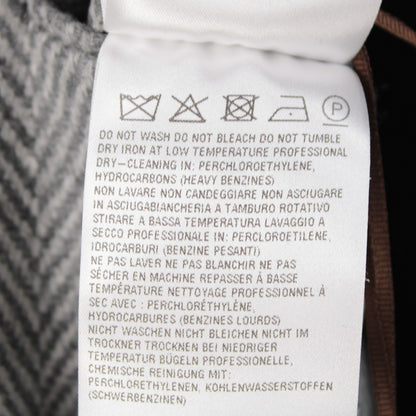 P
DO NOT WASH DO NOT BLEACH DO NOT TUMBLE
DRY IRON AT LOW TEMPERATURE PROFESSIONAL
DRY-CLEANING IN: PERCHLOROETHYLENE,
HYDROCARBONS (HEAVY BENZINES)
NON LAVARE NON CANDEGGIARE NON ASCIUGARE
IN ASCIUGABIANCHERIA A TAMBURO ROTATIVO
STIRARE A BASSA TEMPERATURA LAVAGGIO A
SECCO PROFESSIONALE IN: PERCLOROETILENE,
IDROCARBURI (BENZINE PESANTI)
NE PAS LAVER NE PAS BLANCHIR NE PAS
SÉCHER EN MACHINE REPASSER À BASSE
TEMPÉRATURE NETTOYAGE PROFESSIONNEL À
SEC AVEC : PERCHLORÉTHYLÈNE,
HYDROCARBURES (BENZINES LOURDS)
NICHT WASCHEN NICHT BLEICHEN NICHT IM
TROCKNER TROCKNEN BEI NIEDRIGER
TEMPERATUR BÜGELN PROFESSIONELLE,
CHEMISCHE REINIGUNG MIT:
PERCHLORETHYLENEN, KOHLENWASSERSTOFFEN
(SCHWERBENZINEN)